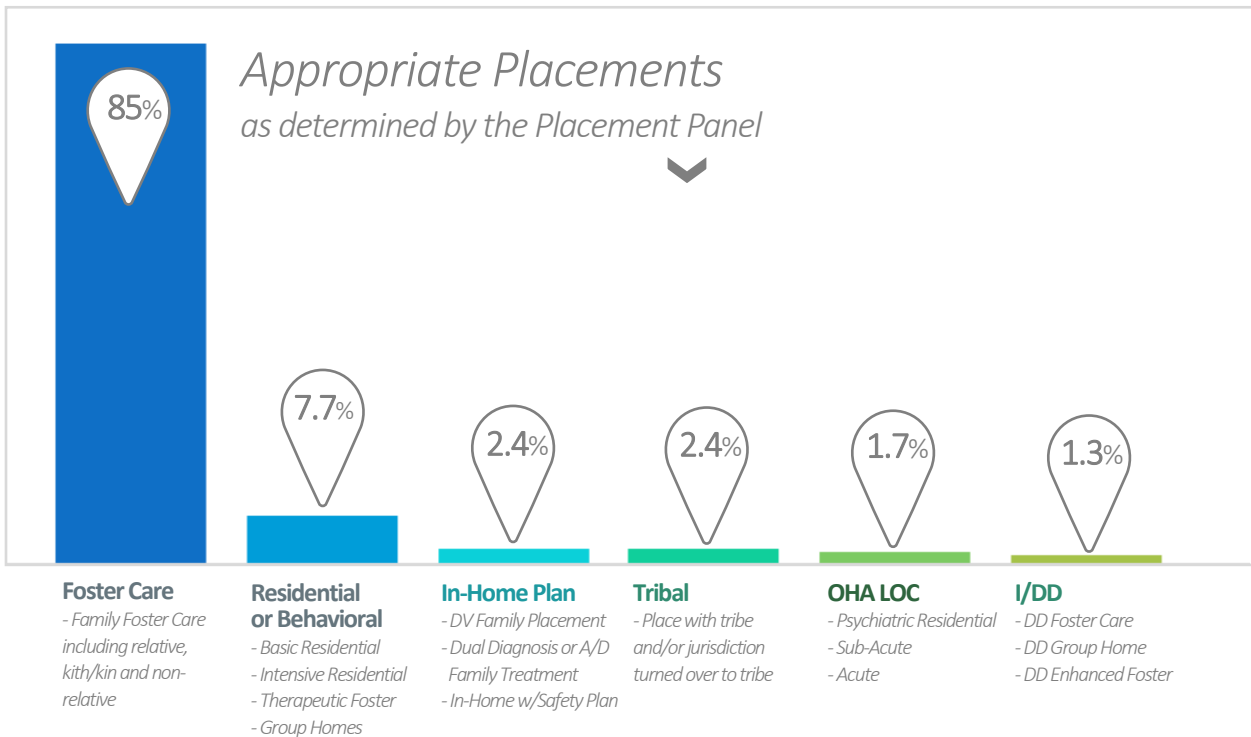 Appropriate Placements
as determined by the Placement Panel
85%
7.7%
2.4%
2.4%
1.7%
1.3%
Foster Care
- Family Foster Care
including relative,
kith/kin and non-
relative
Residential
or Behavioral
- Basic Residential
- Intensive Residential
- Therapeutic Foster
- Group Homes
In-Home Plan
- DV Family Placement
- Dual Diagnosis or A/D
Family Treatment
- In-Home w/Safety Plan
Tribal
- Place with tribe
and/or jurisdiction
turned over to tribe
OHA LOC
- Psychiatric Residential
- Sub-Acute
- Acute
I/DD
- DD Foster Care
- DD Group Home
- DD Enhanced Foster